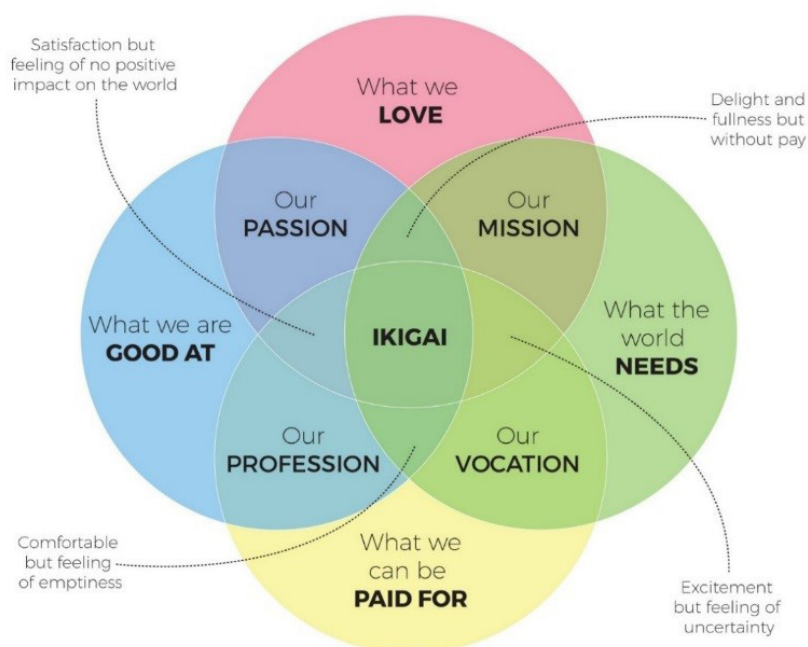 Satisfaction but
feeling of no positive
impact on the world
What we
LOVE
Delight and
fullness but
without pay
Our
PASSION
Our
MISSION
What we are
GOOD AT
IKIGAI
What the
world
NEEDS
Our
PROFESSION
Our
VOCATION
Comfortable
but feeling
of emptiness
What we
can be
PAID FOR
Excitement
but feeling of
uncertainty